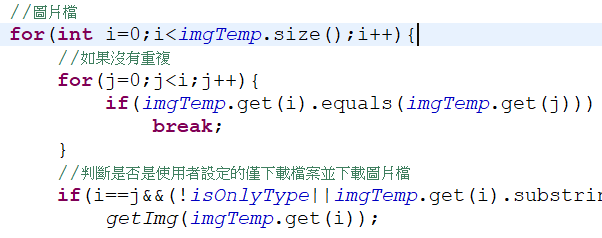 //圖片檔
for(int i=0;i<imgTemp.size();i++){
//如果沒有重複
for(j=0;j<i;j++){
if(imgTemp.get(i).equals(imgTemp.get(j)))
break;
}
//判斷是否是使用者設定的僅下載檔案並下載圖片檔
if(i==j&&(!isOnlyType||imgTemp.get(i).substrin
getImg(imgTemp.get(i));